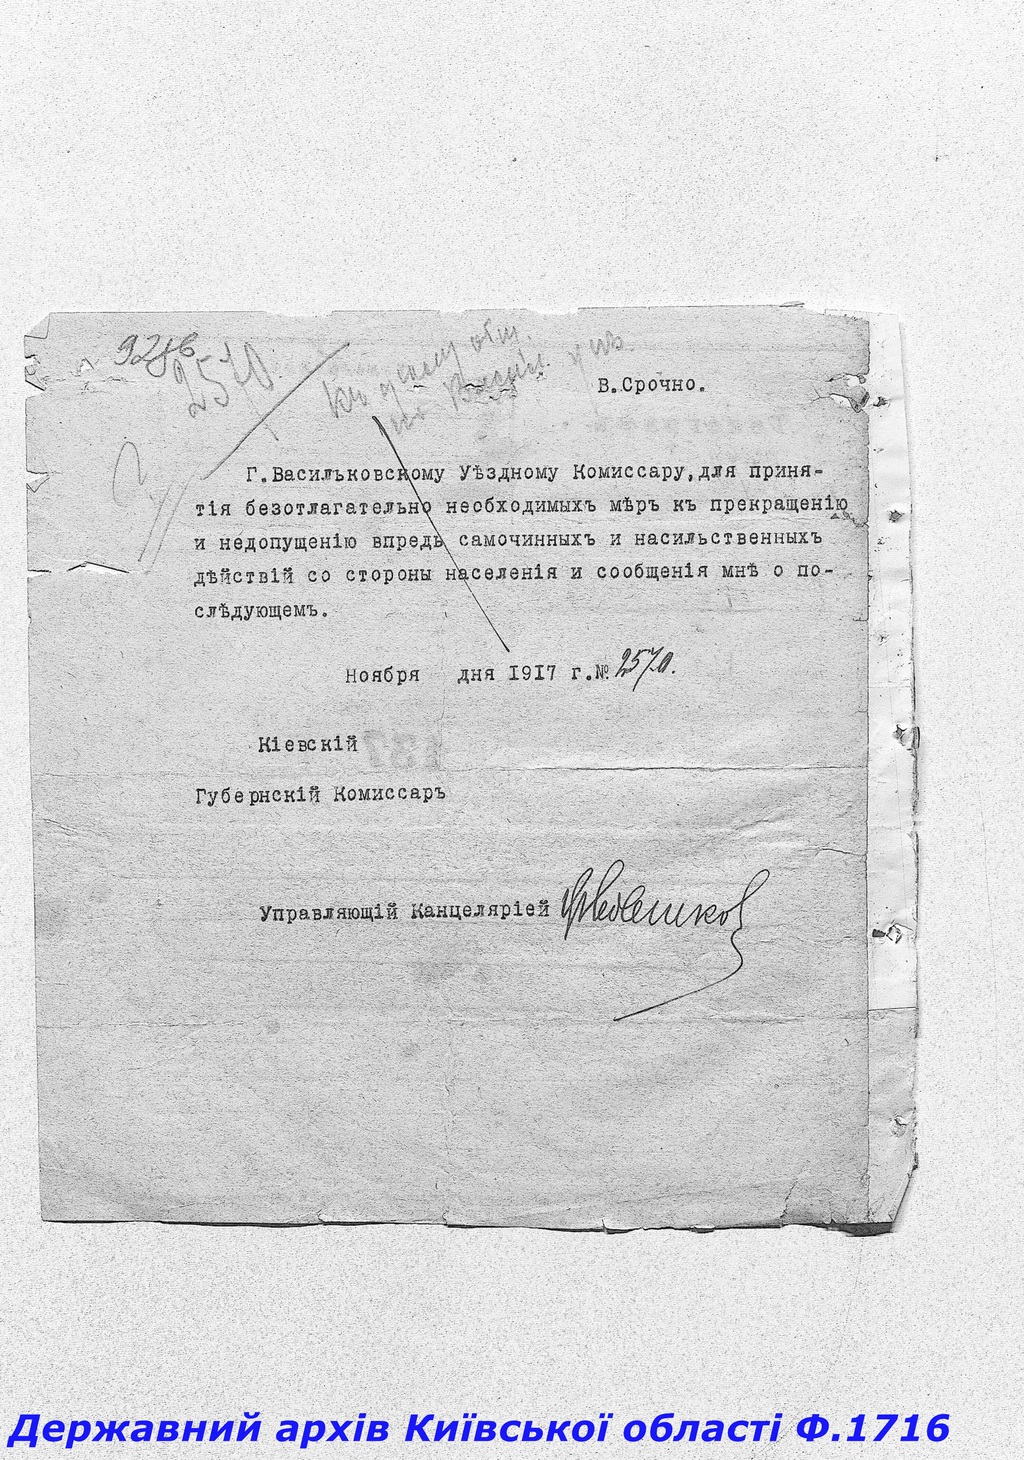 2570.
В.Срочно.
Г.Васильковскому Уѣздному Комиссару,для приня-
тія безотлагательно необходимыхъ мѣръ къ прекращенію
и недопущенію впредь самочинныхъ и насильственныхъ
дѣйствій со стороны населенія и сообщенія мнѣ о по-
слѣдующемъ.
Ноября дня 1917 г.№ 2570.
Кіевскій
Губернскій Комиссаръ
Управляющій Канцеляріей
Державний архів Київської області Ф.1716